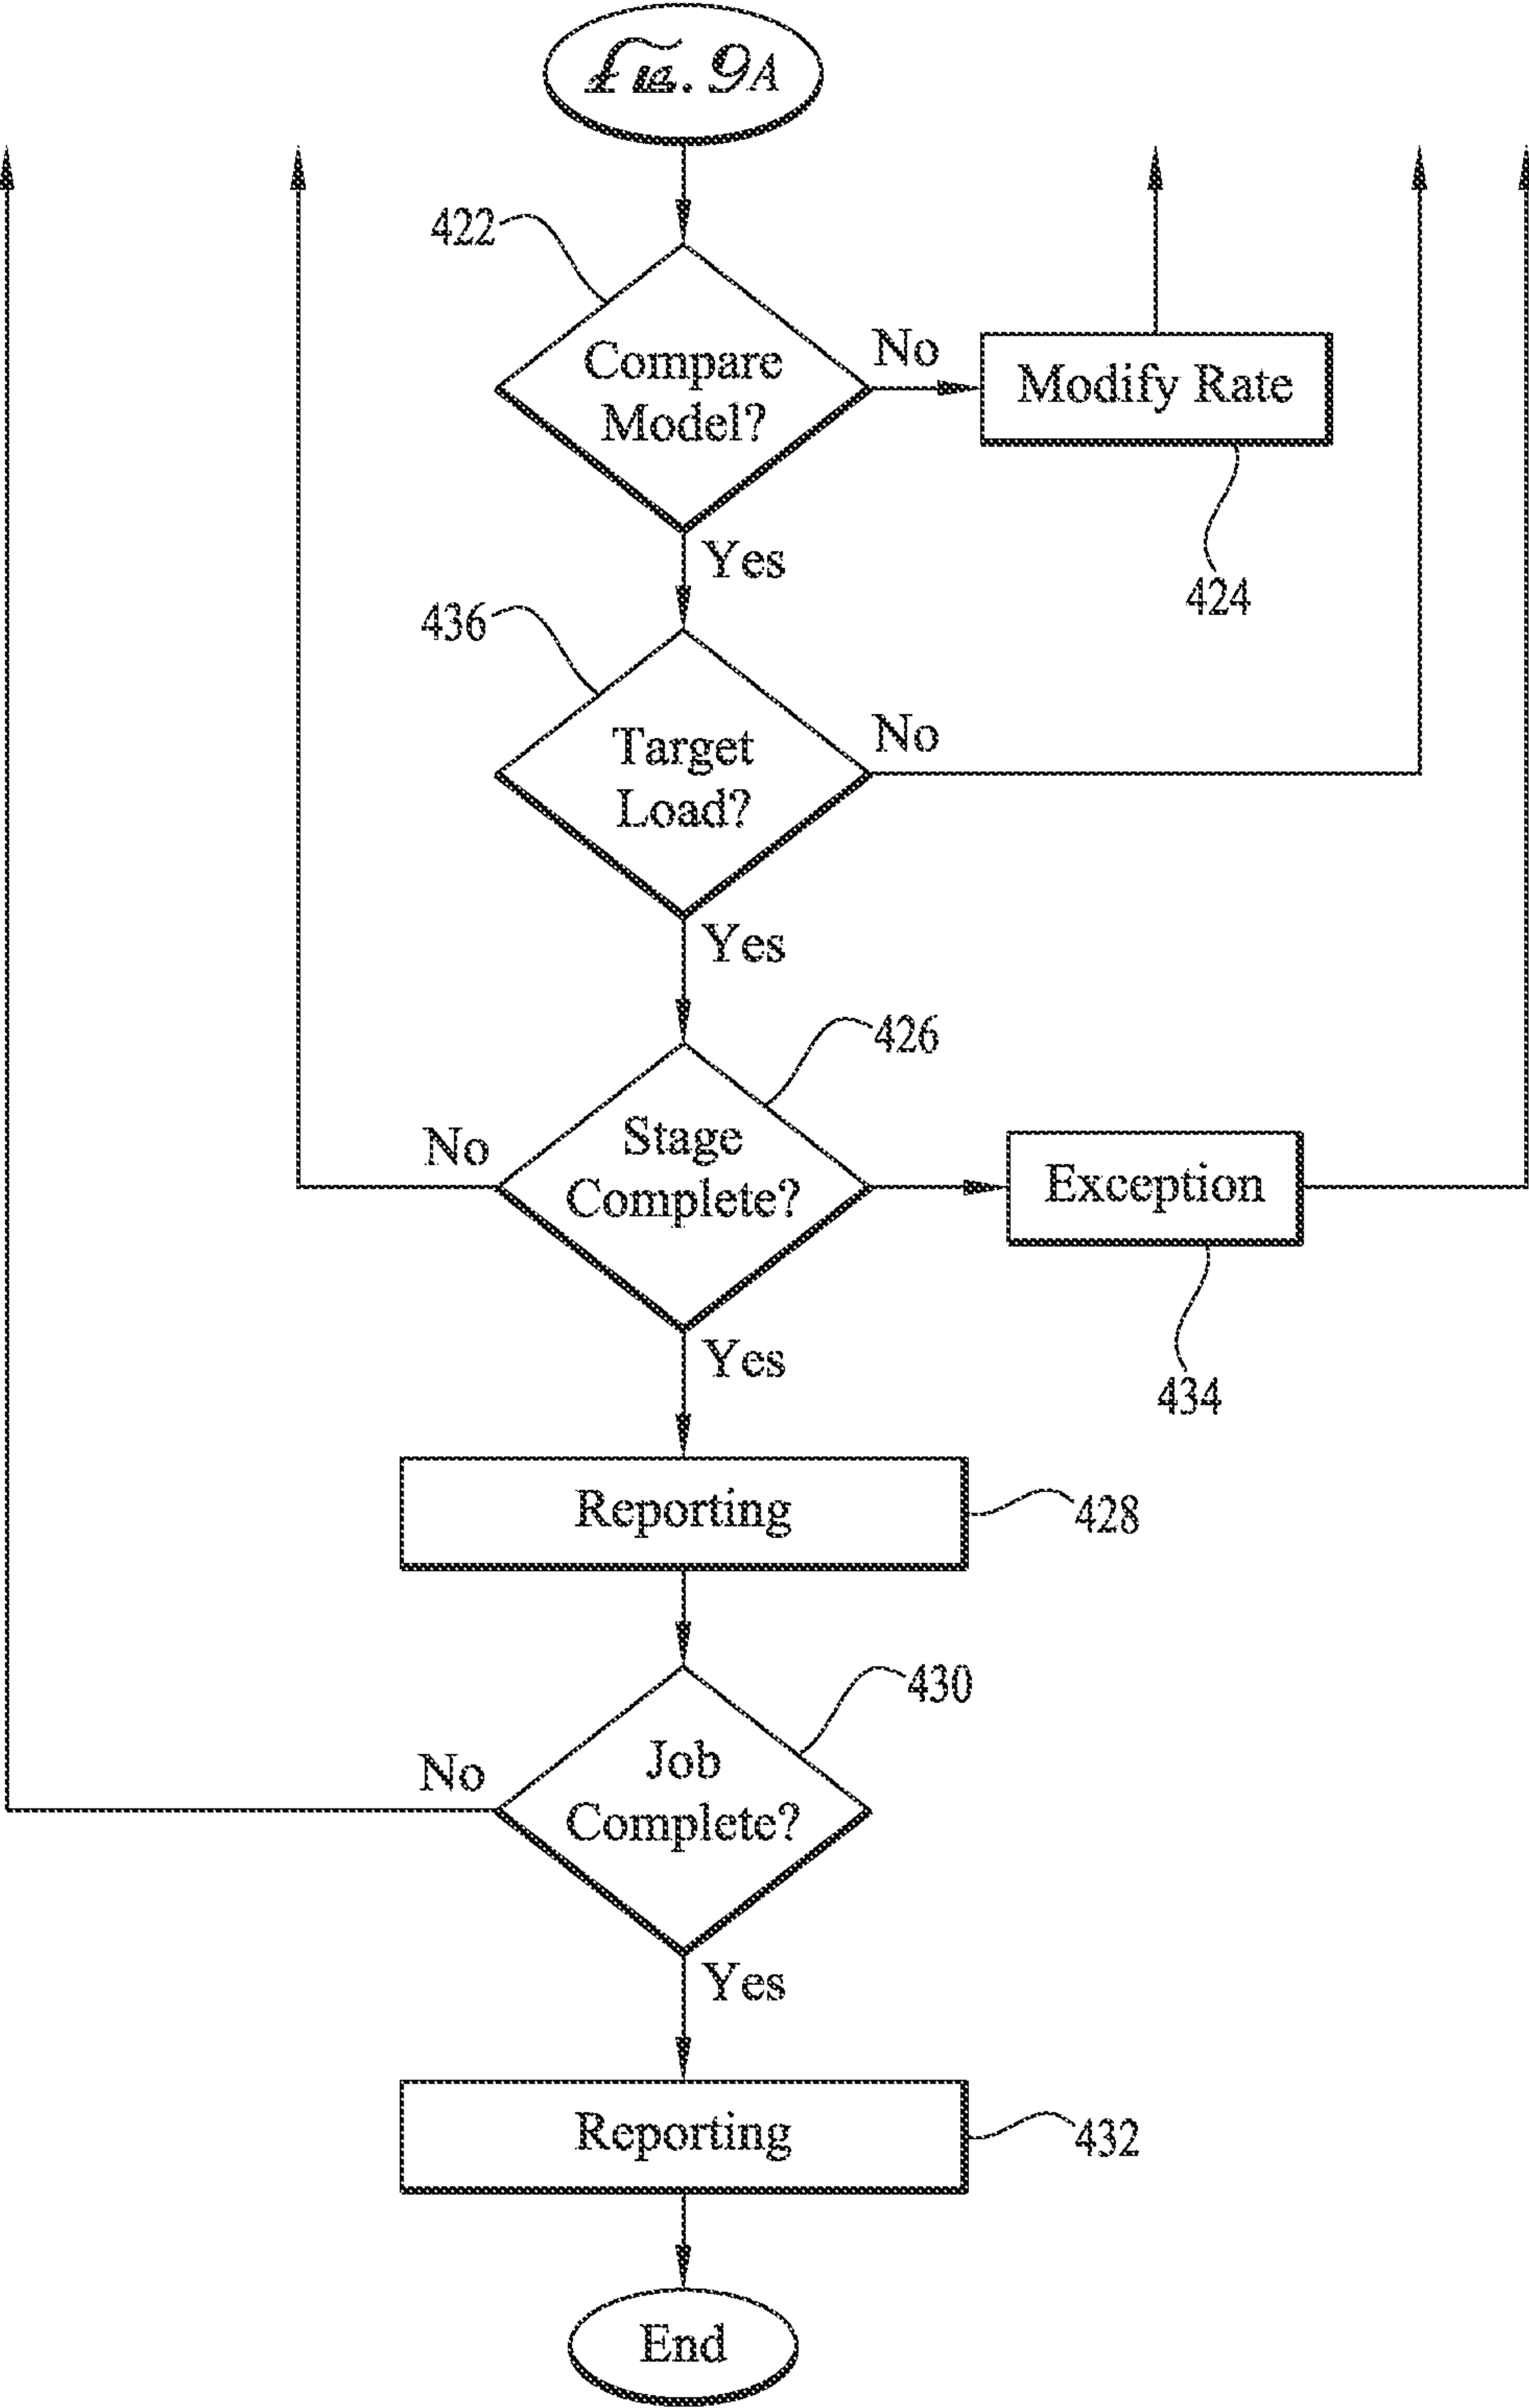 Fig. 9A
422
Compare
Model?
No
Modify Rate
424
Yes
436
Target
Load?
No
Yes
426
No
Stage
Complete?
Exception
434
Yes
Reporting
428
430
No
Job
Complete?
Yes
Reporting
432
End